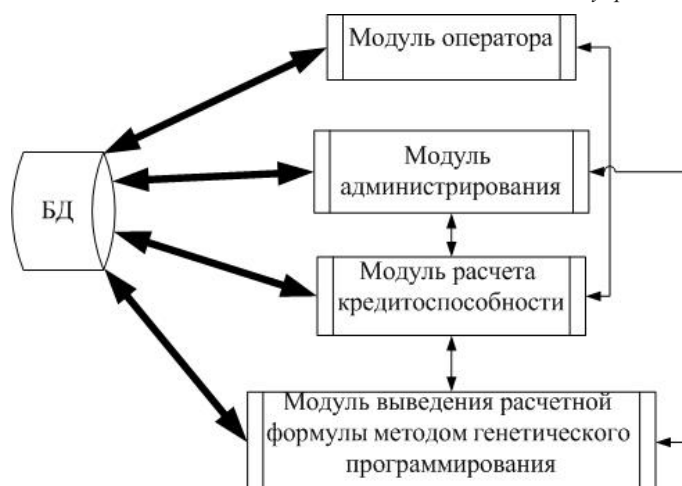 Модуль оператора
Модуль
администрирования
БД
Модуль расчета
кредитоспособности
Модуль выведения расчетной
формулы методом генетического
программирования